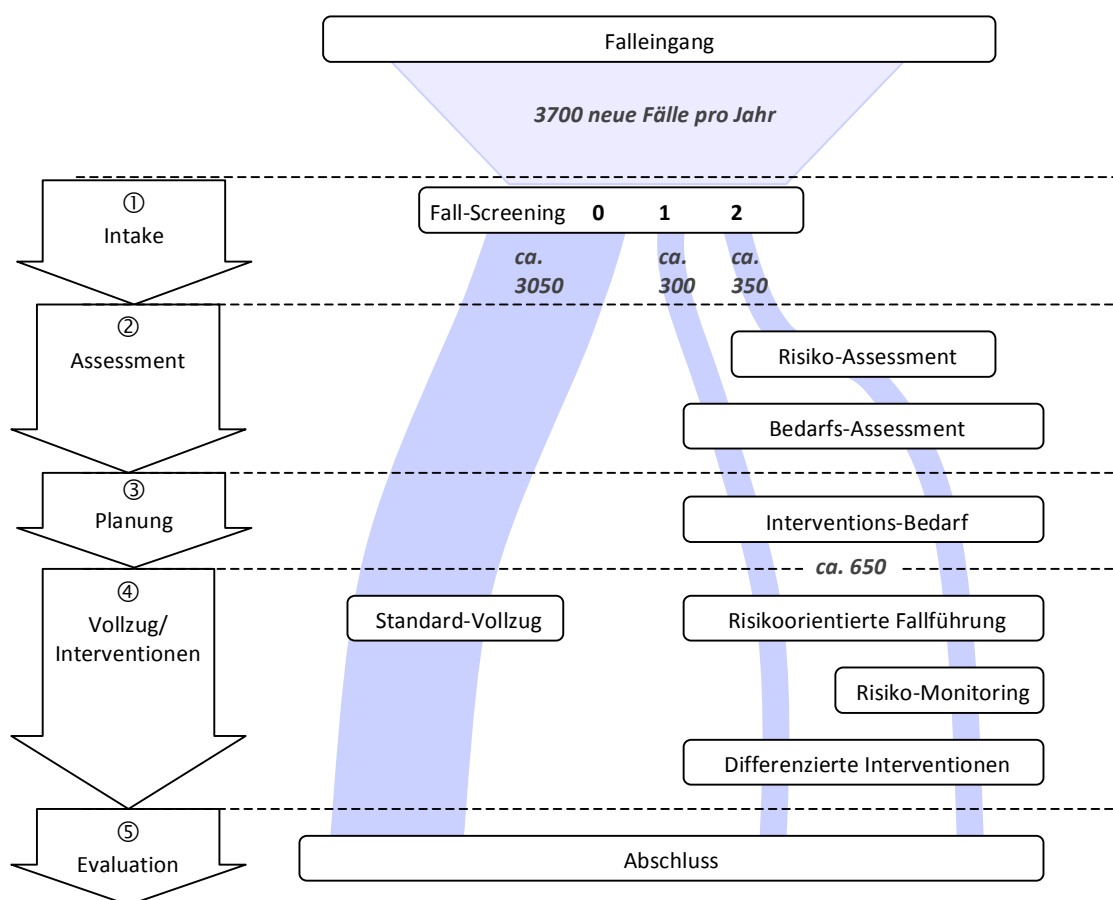 Falleingang
3700 neue Fälle pro Jahr
①
Intake
Fall-Screening 0 1 2
ca. ca. ca.
3050 300 350
②
Assessment
Risiko-Assessment
Bedarfs-Assessment
③
Planung
Interventions-Bedarf
ca. 650
④
Vollzug/
Interventionen
Standard-Vollzug
Risikoorientierte Fallführung
Risiko-Monitoring
Differenzierte Interventionen
⑤
Evaluation
Abschluss